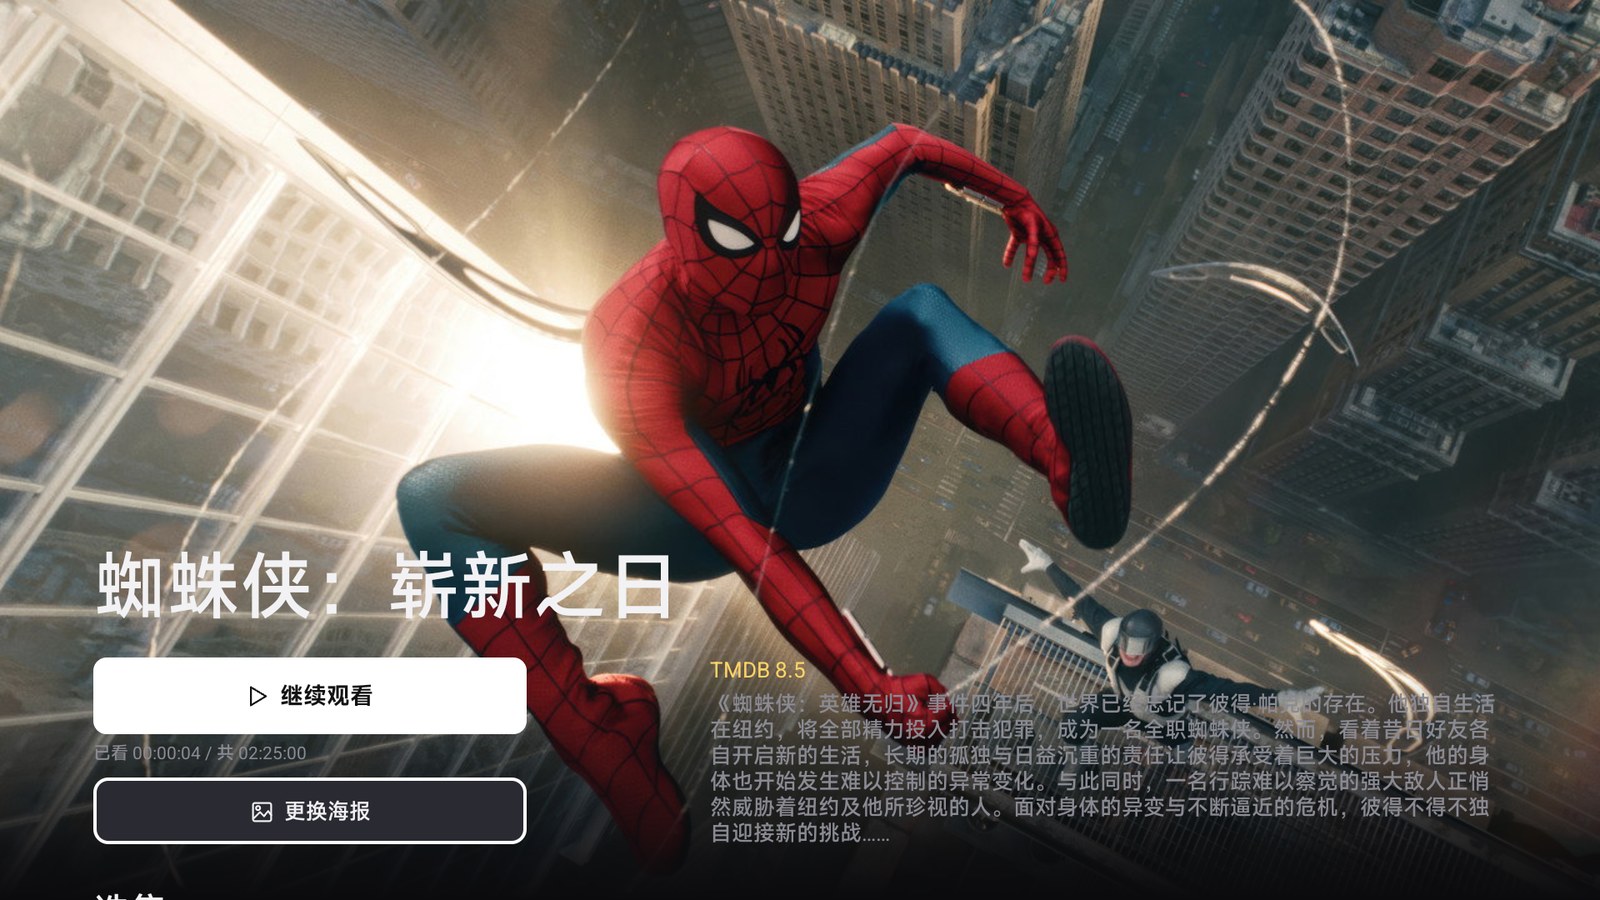 蜘蛛侠：崭新之日
继续观看
已看 00:00:04 / 共 02:25:00
更换海报
TMDB 8.5
《蜘蛛侠：英雄无归》事件四年后，世界已经忘记了彼得·帕克的存在。他独自生活
在纽约，将全部精力投入打击犯罪，成为一名全职蜘蛛侠。然而，看着昔日好友各
自开启新的生活，长期的孤独与日益沉重的责任让彼得承受着巨大的压力，他的身
体也开始发生难以控制的异常变化。与此同时，一名行踪难以察觉的强大敌人正悄
然威胁着纽约及他所珍视的人。面对身体的异变与不断逼近的危机，彼得不得不独
自迎接新的挑战……